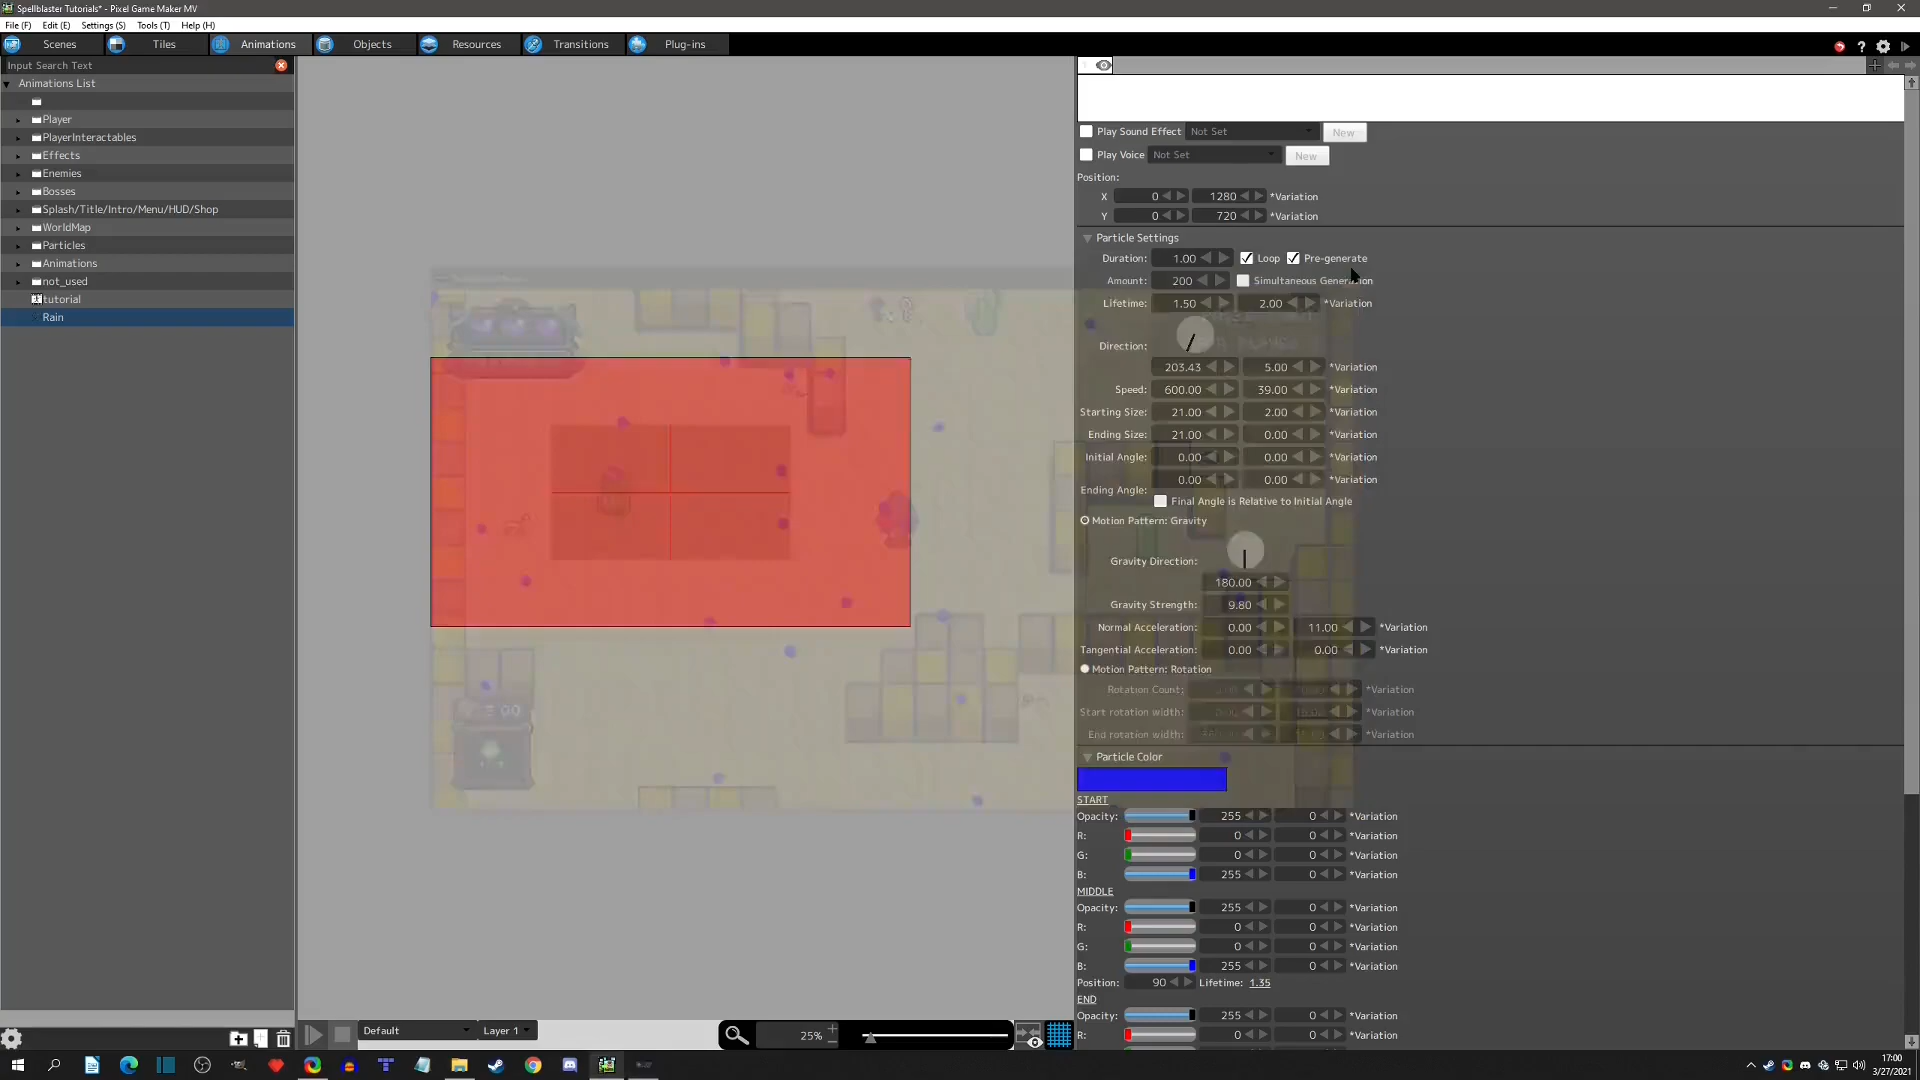 Spellblaster Tutorials* - Pixel Game Maker MV
File (F) Edit (E) Settings (S) Tools (T) Help (H)
Scenes Tiles Animations Objects Resources Transitions Plug-ins
Input Search Text
Animations List
Player
PlayerInteractables
Effects
Enemies
Bosses
Splash/Title/Intro/Menu/HUD/Shop
WorldMap
Particles
Animations
not_used
tutorial
Rain
Play Sound Effect Not Set New
Play Voice Not Set New
Position:
X 0 1280 *Variation
Y 0 720 *Variation
Particle Settings
Duration: 1.00 Loop Pre-generate
Amount: 200 Simultaneous Generation
Lifetime: 1.50 2.00 *Variation
Direction:
203.43 5.00 *Variation
Speed: 600.00 39.00 *Variation
Starting Size: 21.00 2.00 *Variation
Ending Size: 21.00 0.00 *Variation
Initial Angle: 0.00 0.00 *Variation
0.00 0.00 *Variation
Ending Angle:
Final Angle is Relative to Initial Angle
Motion Pattern: Gravity
Gravity Direction:
180.00
Gravity Strength: 9.80
Normal Acceleration: 0.00 11.00 *Variation
Tangential Acceleration: 0.00 0.00 *Variation
Motion Pattern: Rotation
Rotation Count: *Variation
Start rotation width: *Variation
End rotation width: *Variation
Particle Color
START
Opacity: 255 0 *Variation
R: 0 0 *Variation
G: 0 0 *Variation
B: 255 0 *Variation
MIDDLE
Opacity: 255 0 *Variation
R: 0 0 *Variation
G: 0 0 *Variation
B: 255 0 *Variation
Position: 90 Lifetime: 1.35
END
Opacity: 255 0 *Variation
R: 0 0 *Variation
Default Layer 1 25%
17:00
3/27/2021